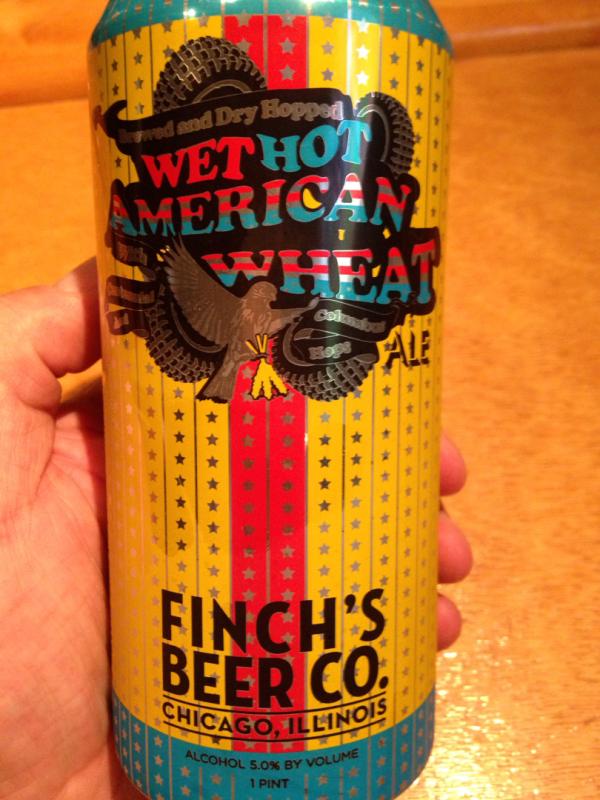 Brewed and Dry Hopped
WET HOT
AMERICAN
WHEAT
With
Columbus
Hops
ALE
FINCH'S
BEER CO.
CHICAGO, ILLINOIS
ALCOHOL 5.0% BY VOLUME
1 PINT